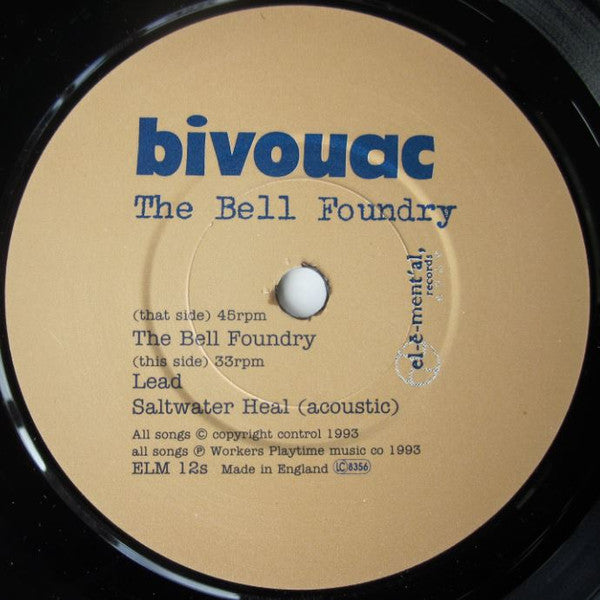 bivouac
The Bell Foundry
el-e-ment'al,
records
(that side) 45rpm
The Bell Foundry
(this side) 33rpm
Lead
Saltwater Heal (acoustic)
All songs © copyright control 1993
all songs ℗ Workers Playtime music co 1993
ELM 12s Made in England LC 8356